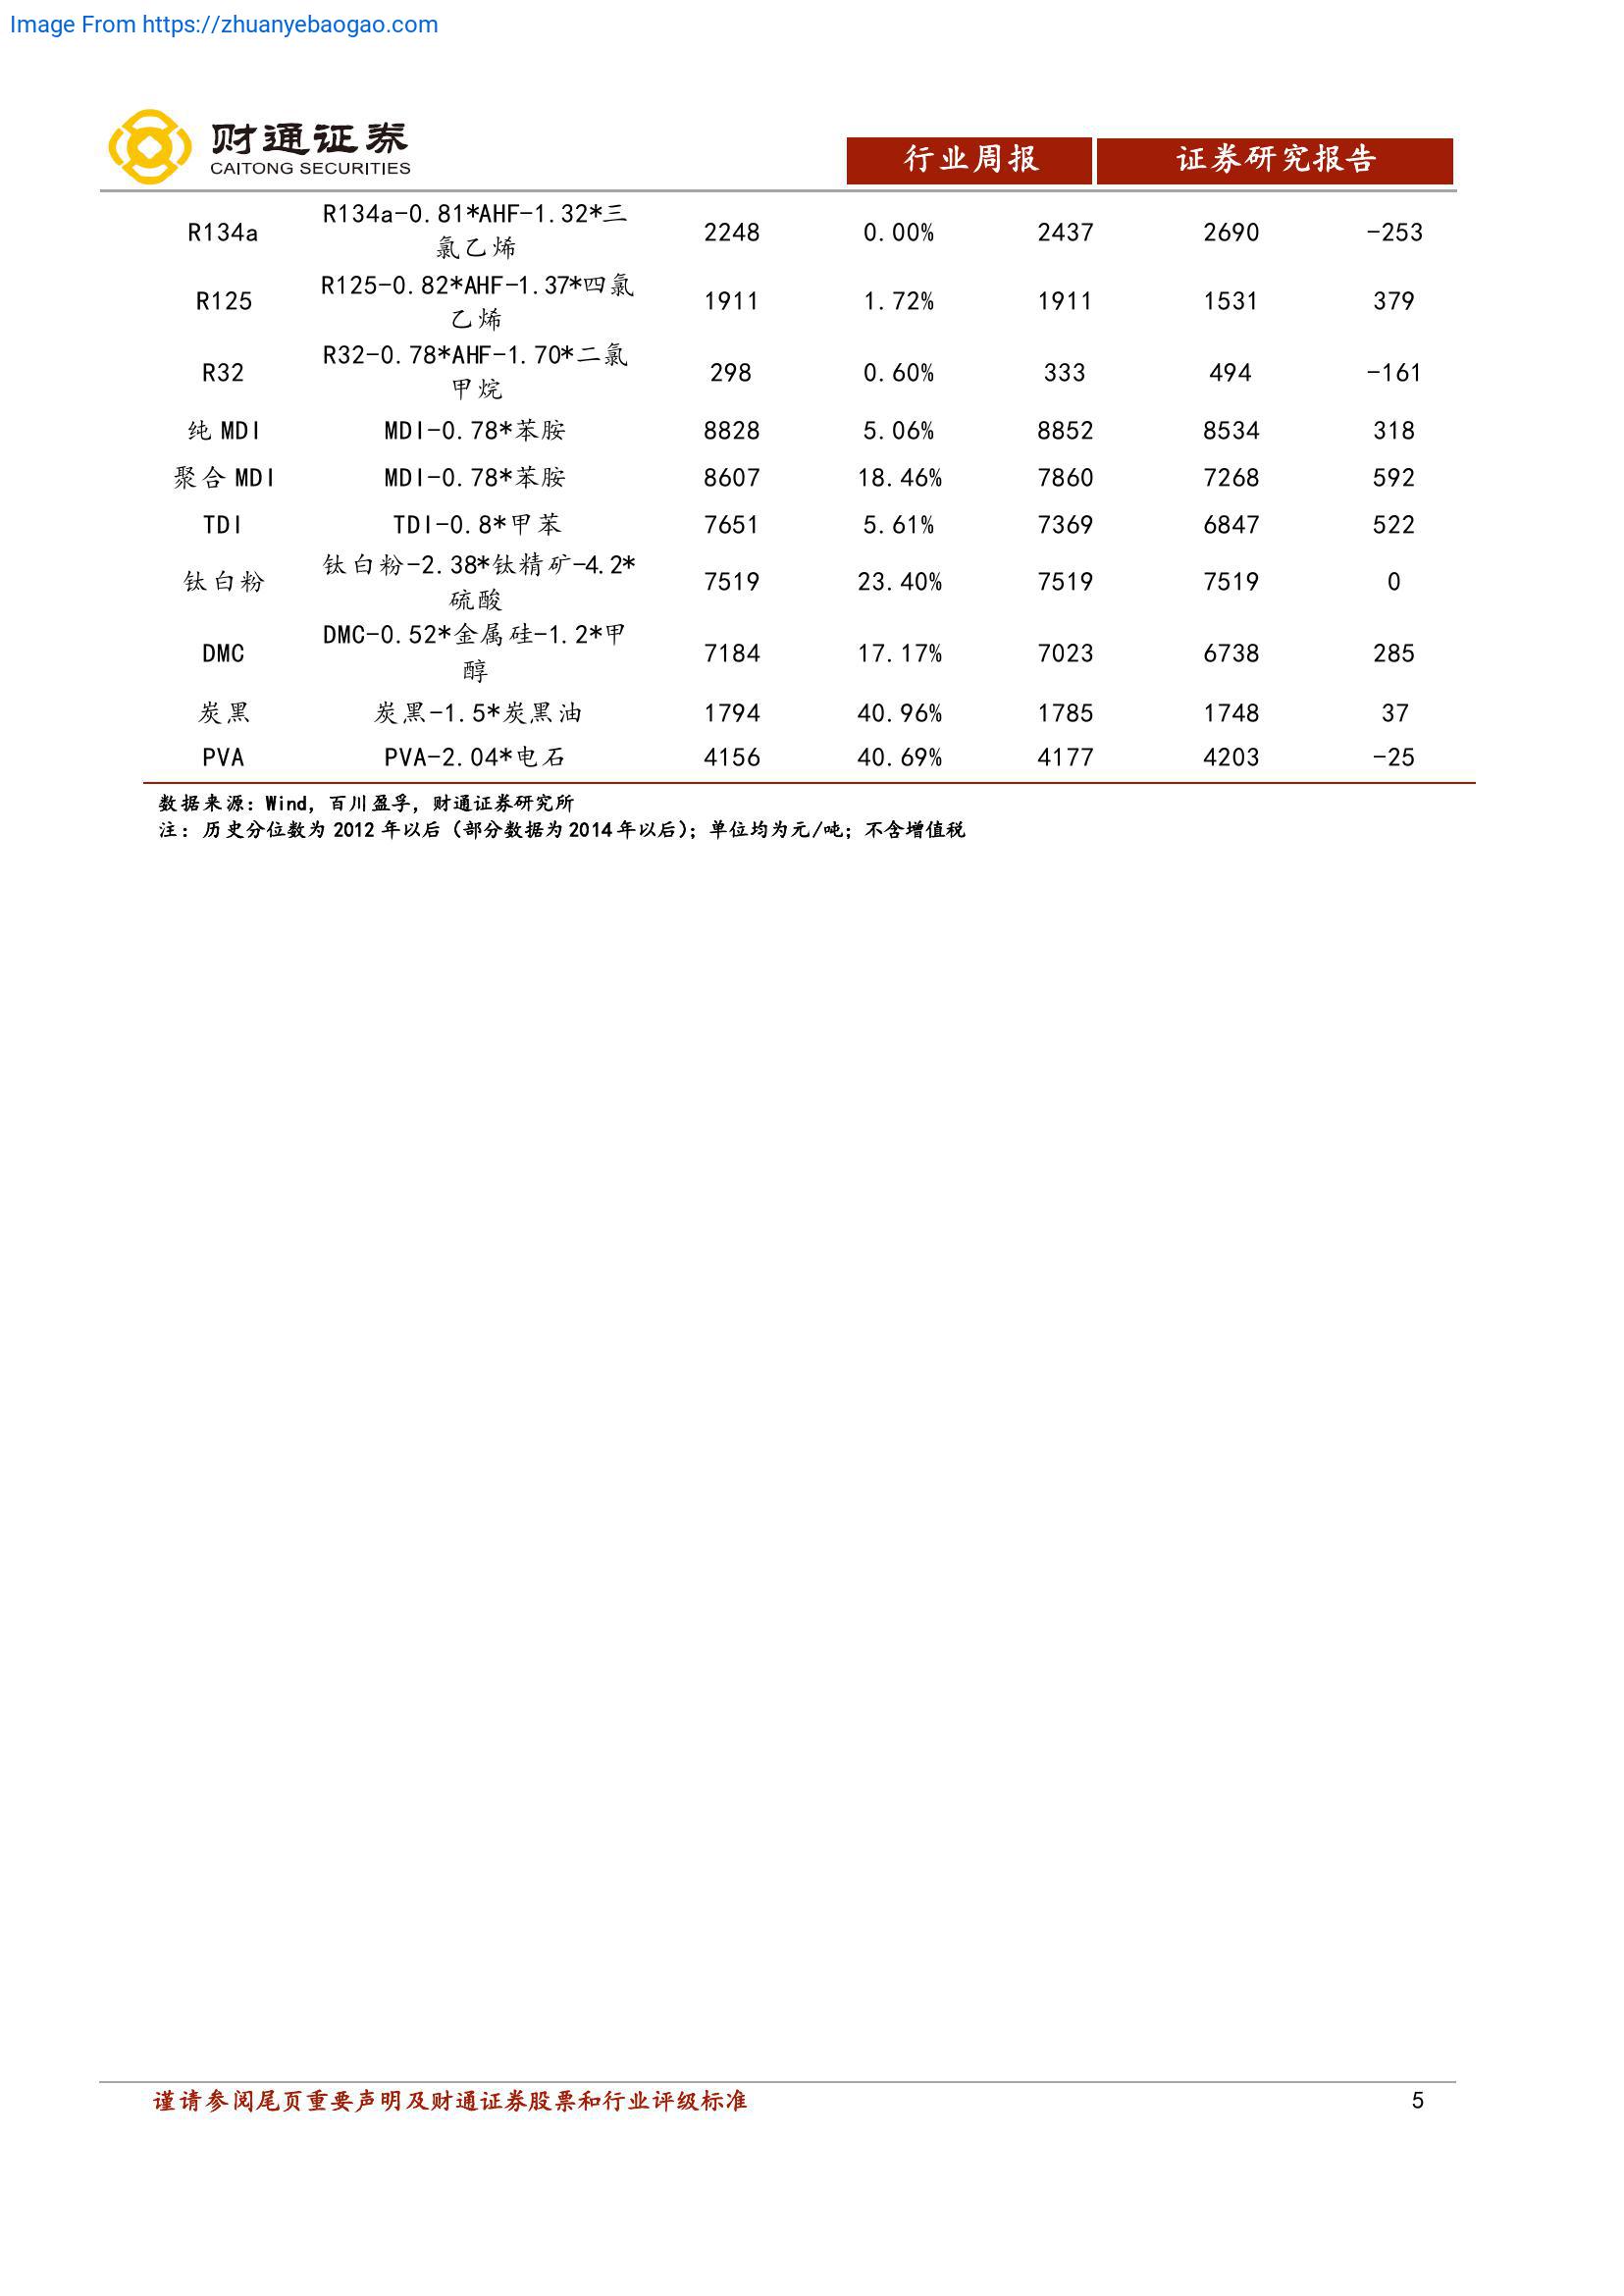 Image From https://zhuanyebaogao.com
财通证券
CAITONG SECURITIES
行业周报 证券研究报告
R134a R134a-0.81*AHF-1.32*三氯乙烯 2248 0.00% 2437 2690 -253
R125 R125-0.82*AHF-1.37*四氯乙烯 1911 1.72% 1911 1531 379
R32 R32-0.78*AHF-1.70*二氯甲烷 298 0.60% 333 494 -161
纯MDI MDI-0.78*苯胺 8828 5.06% 8852 8534 318
聚合MDI MDI-0.78*苯胺 8607 18.46% 7860 7268 592
TDI TDI-0.8*甲苯 7651 5.61% 7369 6847 522
钛白粉 钛白粉-2.38*钛精矿-4.2*硫酸 7519 23.40% 7519 7519 0
DMC DMC-0.52*金属硅-1.2*甲醇 7184 17.17% 7023 6738 285
炭黑 炭黑-1.5*炭黑油 1794 40.96% 1785 1748 37
PVA PVA-2.04*电石 4156 40.69% 4177 4203 -25
数据来源：Wind，百川盈孚，财通证券研究所
注：历史分位数为 2012 年以后（部分数据为 2014 年以后）；单位均为元/吨；不含增值税
谨请参阅尾页重要声明及财通证券股票和行业评级标准 5